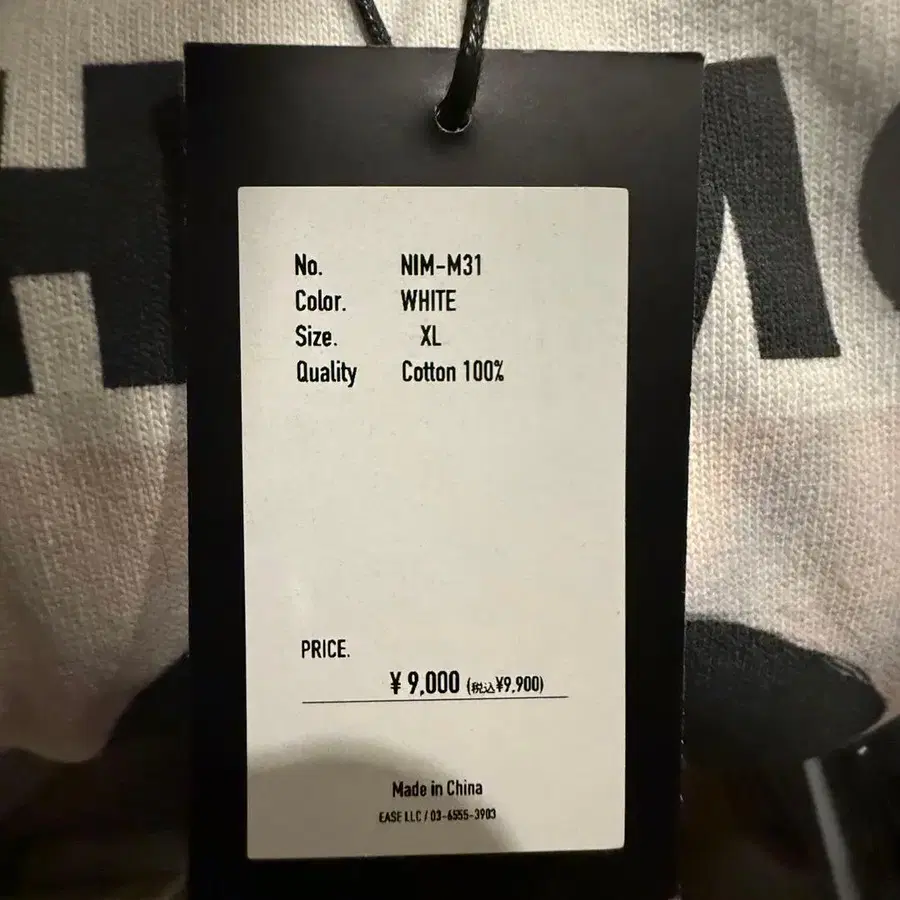 No. NIM-M31
Color. WHITE
Size. XL
Quality Cotton 100%
PRICE.
¥ 9,000 (税込¥9,900)
Made in China
EASE LLC / 03-6555-3903